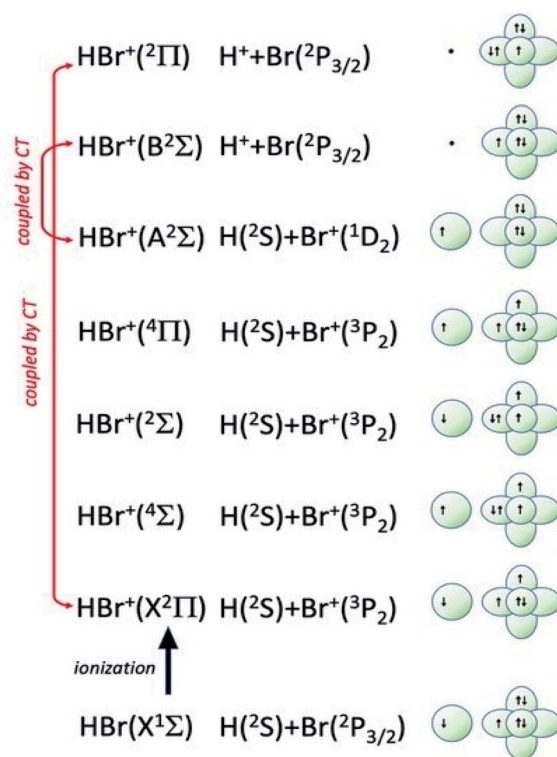 HBr⁺(²Π) H⁺+Br(²P₃/₂)
HBr⁺(B²Σ) H⁺+Br(²P₃/₂)
HBr⁺(A²Σ) H(²S)+Br⁺(¹D₂)
HBr⁺(⁴Π) H(²S)+Br⁺(³P₂)
HBr⁺(²Σ) H(²S)+Br⁺(³P₂)
HBr⁺(⁴Σ) H(²S)+Br⁺(³P₂)
HBr⁺(X²Π) H(²S)+Br⁺(³P₂)
ionization
HBr(X¹Σ) H(²S)+Br(²P₃/₂)
coupled by CT
coupled by CT